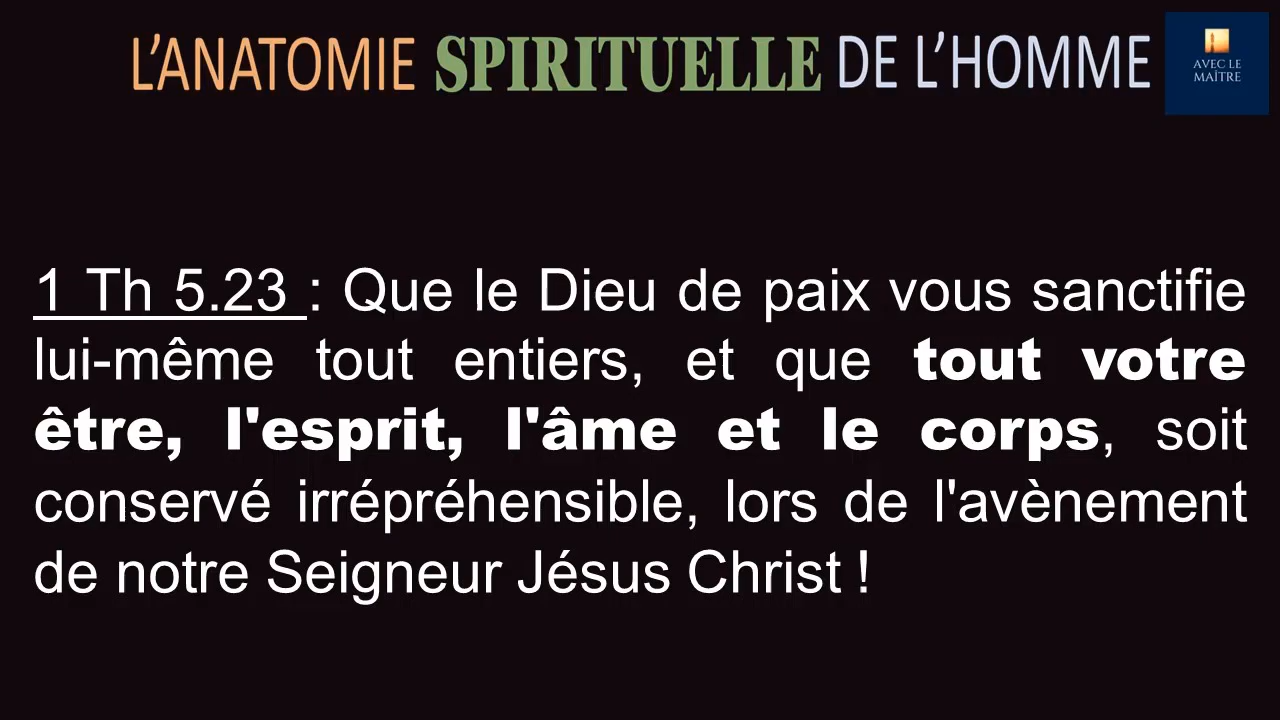 L’ANATOMIE SPIRITUELLE DE L’HOMME
AVEC LE
MAÎTRE
1 Th 5.23 : Que le Dieu de paix vous sanctifie
lui-même tout entiers, et que tout votre
être, l'esprit, l'âme et le corps, soit
conservé irrépréhensible, lors de l'avènement
de notre Seigneur Jésus Christ !